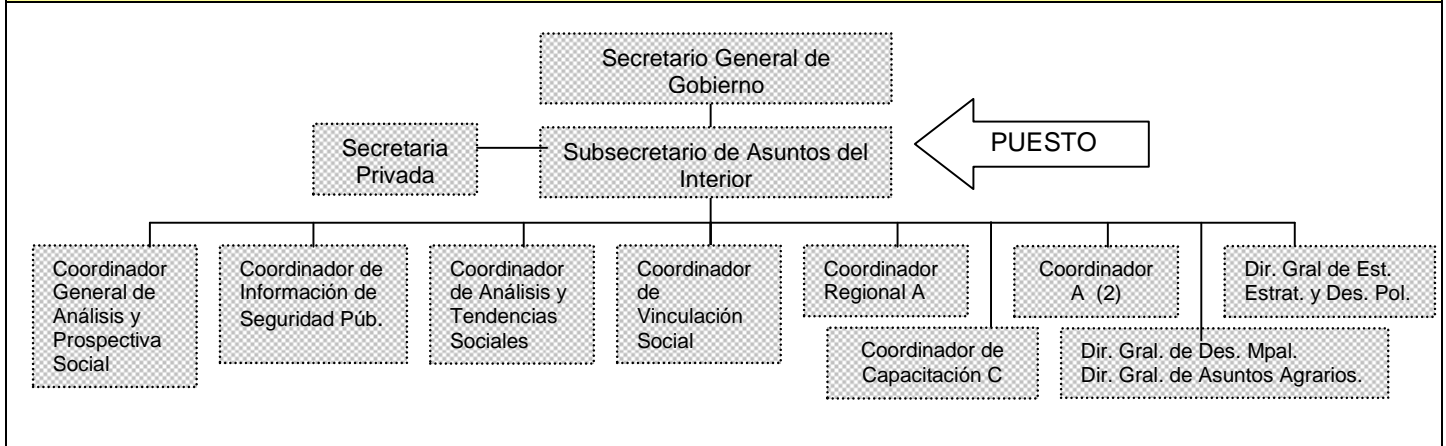 Secretario General de
Gobierno
Secretaria
Privada
Subsecretario de Asuntos del
Interior
PUESTO
Coordinador
General de
Análisis y
Prospectiva
Social
Coordinador de
Información de
Seguridad Púb.
Coordinador
de Análisis y
Tendencias
Sociales
Coordinador
de
Vinculación
Social
Coordinador
Regional A
Coordinador de
Capacitación C
Coordinador
A (2)
Dir. Gral. de Des. Mpal.
Dir. Gral. de Asuntos Agrarios.
Dir. Gral de Est.
Estrat. y Des. Pol.